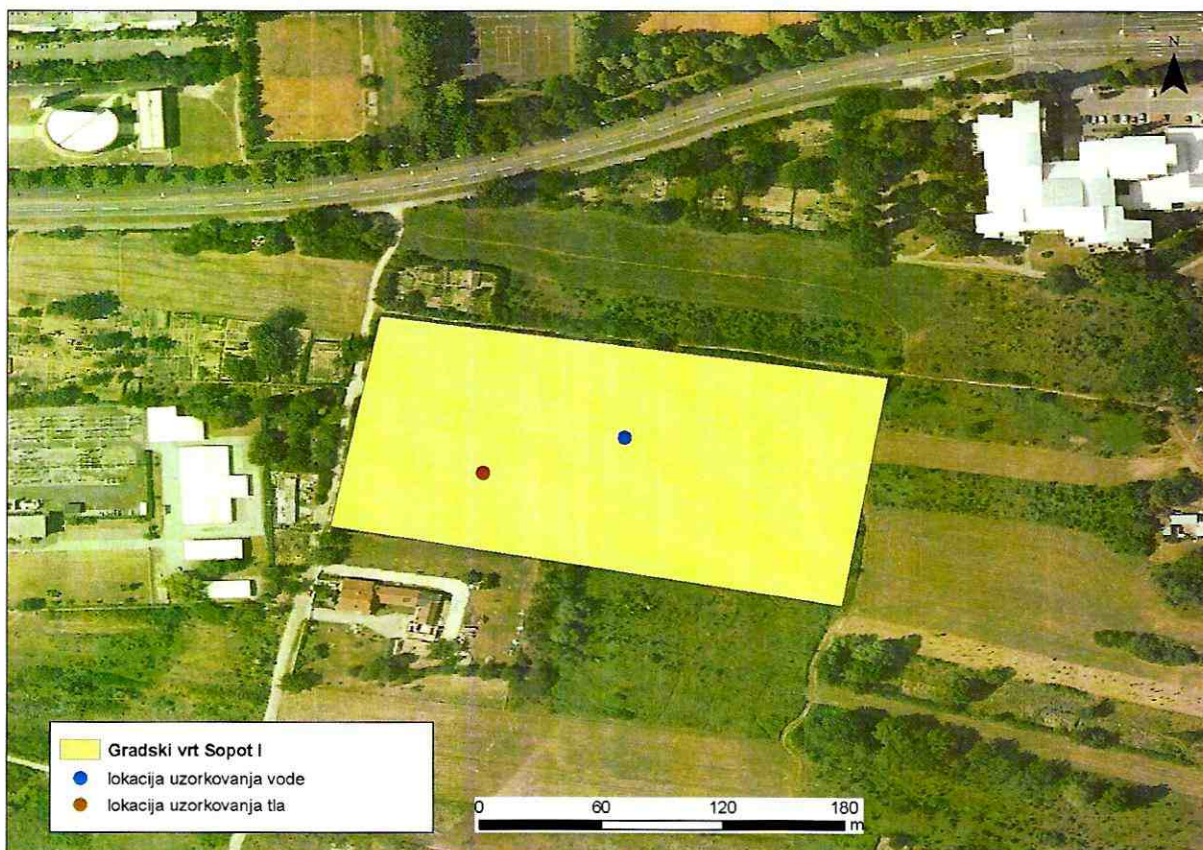 N
Gradski vrt Sopot I
lokacija uzorkovanja vode
lokacija uzorkovanja tla
0 60 120 180
m